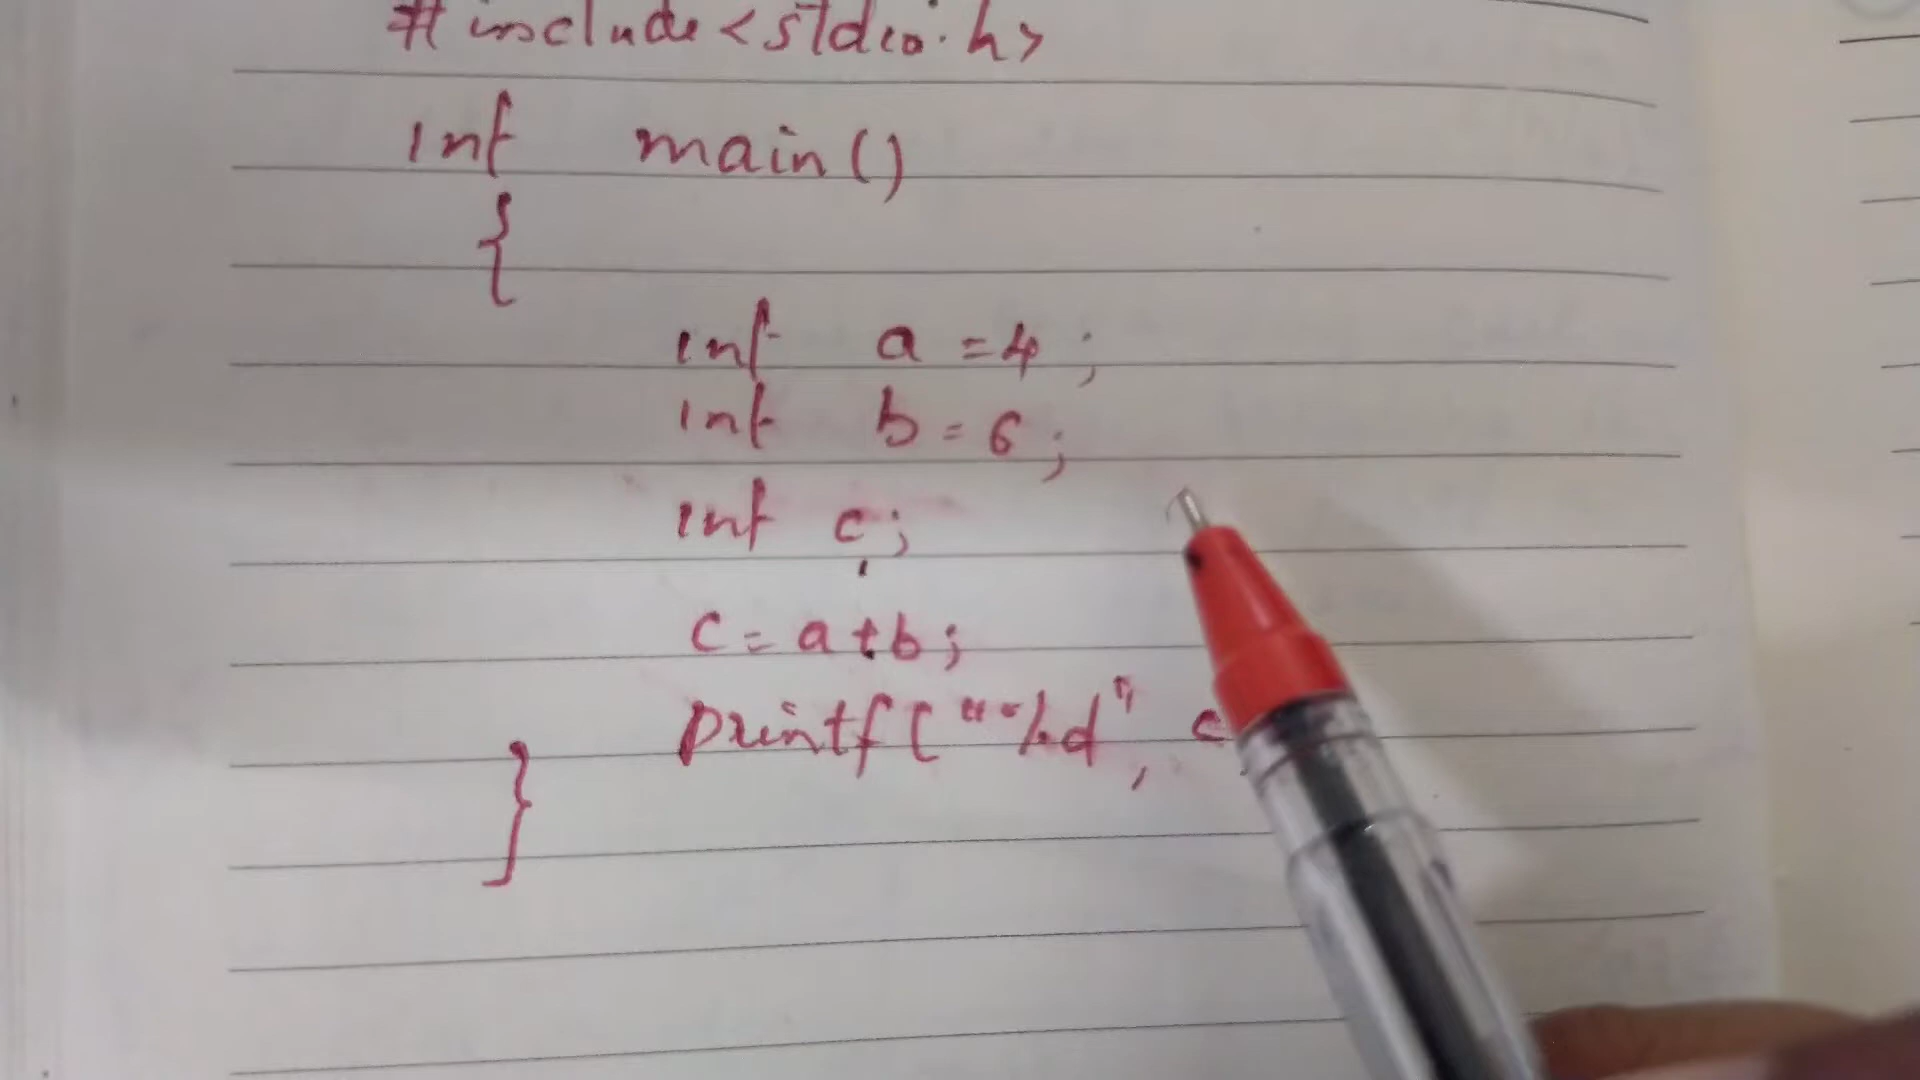 #include<stdio.h>
int main()
{
int a=4;
int b=6;
int c;
c=a+b;
printf("%d", c
}